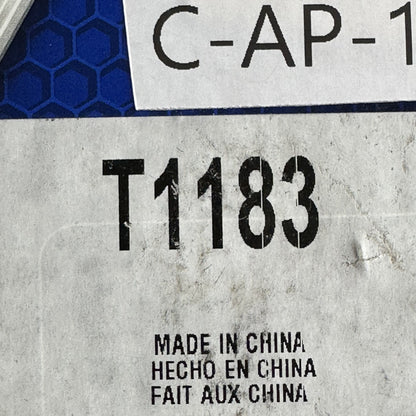 C-AP-1
T1183
MADE IN CHINA
HECHO EN CHINA
FAIT AUX CHINA